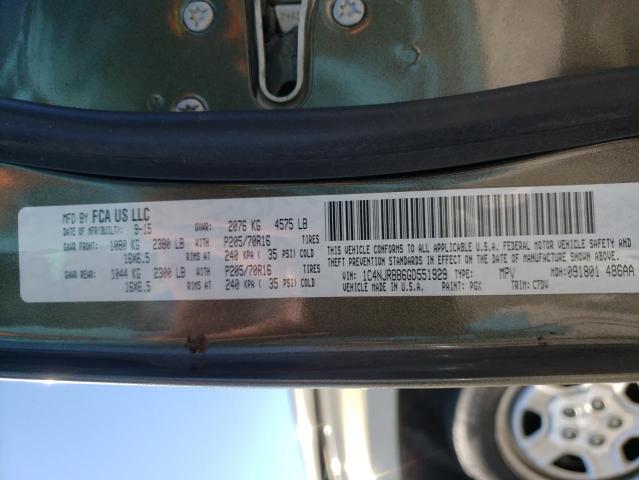 MFD BY FCA US LLC
DATE OF MFR(BUILT): 9-15 GVWR: 2076 KG 4575 LB
GAWR FRONT: 1080 KG 2380 LB WITH P205/70R16 TIRES
16X6.5 RIMS AT 240 KPA ( 35 PSI) COLD
GAWR REAR: 1044 KG 2300 LB WITH P205/70R16 TIRES
16X6.5 RIMS AT 240 KPA ( 35 PSI) COLD
THIS VEHICLE CONFORMS TO ALL APPLICABLE U.S.A. FEDERAL MOTOR VEHICLE SAFETY AND
THEFT PREVENTION STANDARDS IN EFFECT ON THE DATE OF MANUFACTURE SHOWN ABOVE.
VIN: 1C4NJRBB6GD551929 TYPE: MPV MDH: 091801 486AA
VEHICLE MADE IN U.S.A. PAINT: PGX TRIM: C7DV